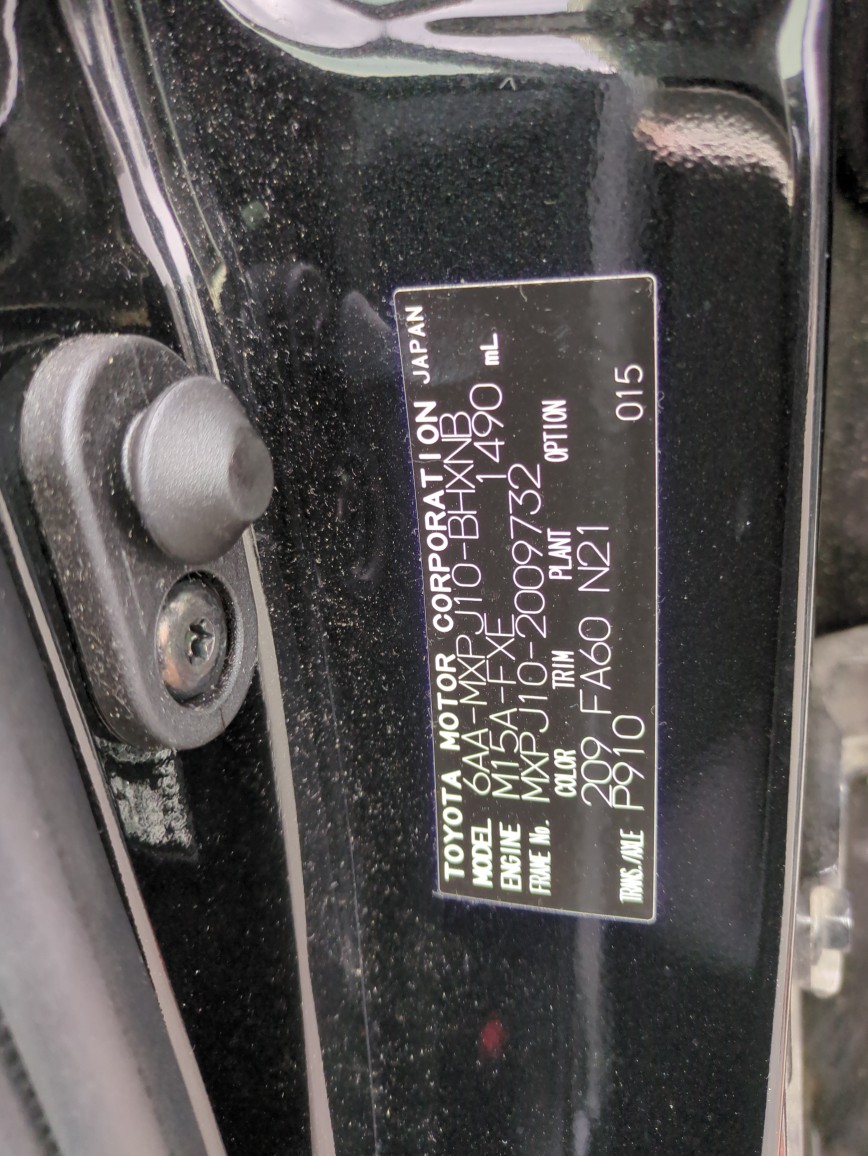 TOYOTA MOTOR CORPORATION JAPAN
MODEL 6AA-MXPJ10-BHXNB
ENGINE M15A-FXE 1490 mL
FRAME No. MXPJ10-2009732
COLOR TRIM PLANT OPTION
209 FA60 N21
TRANS./AXLE P910 015